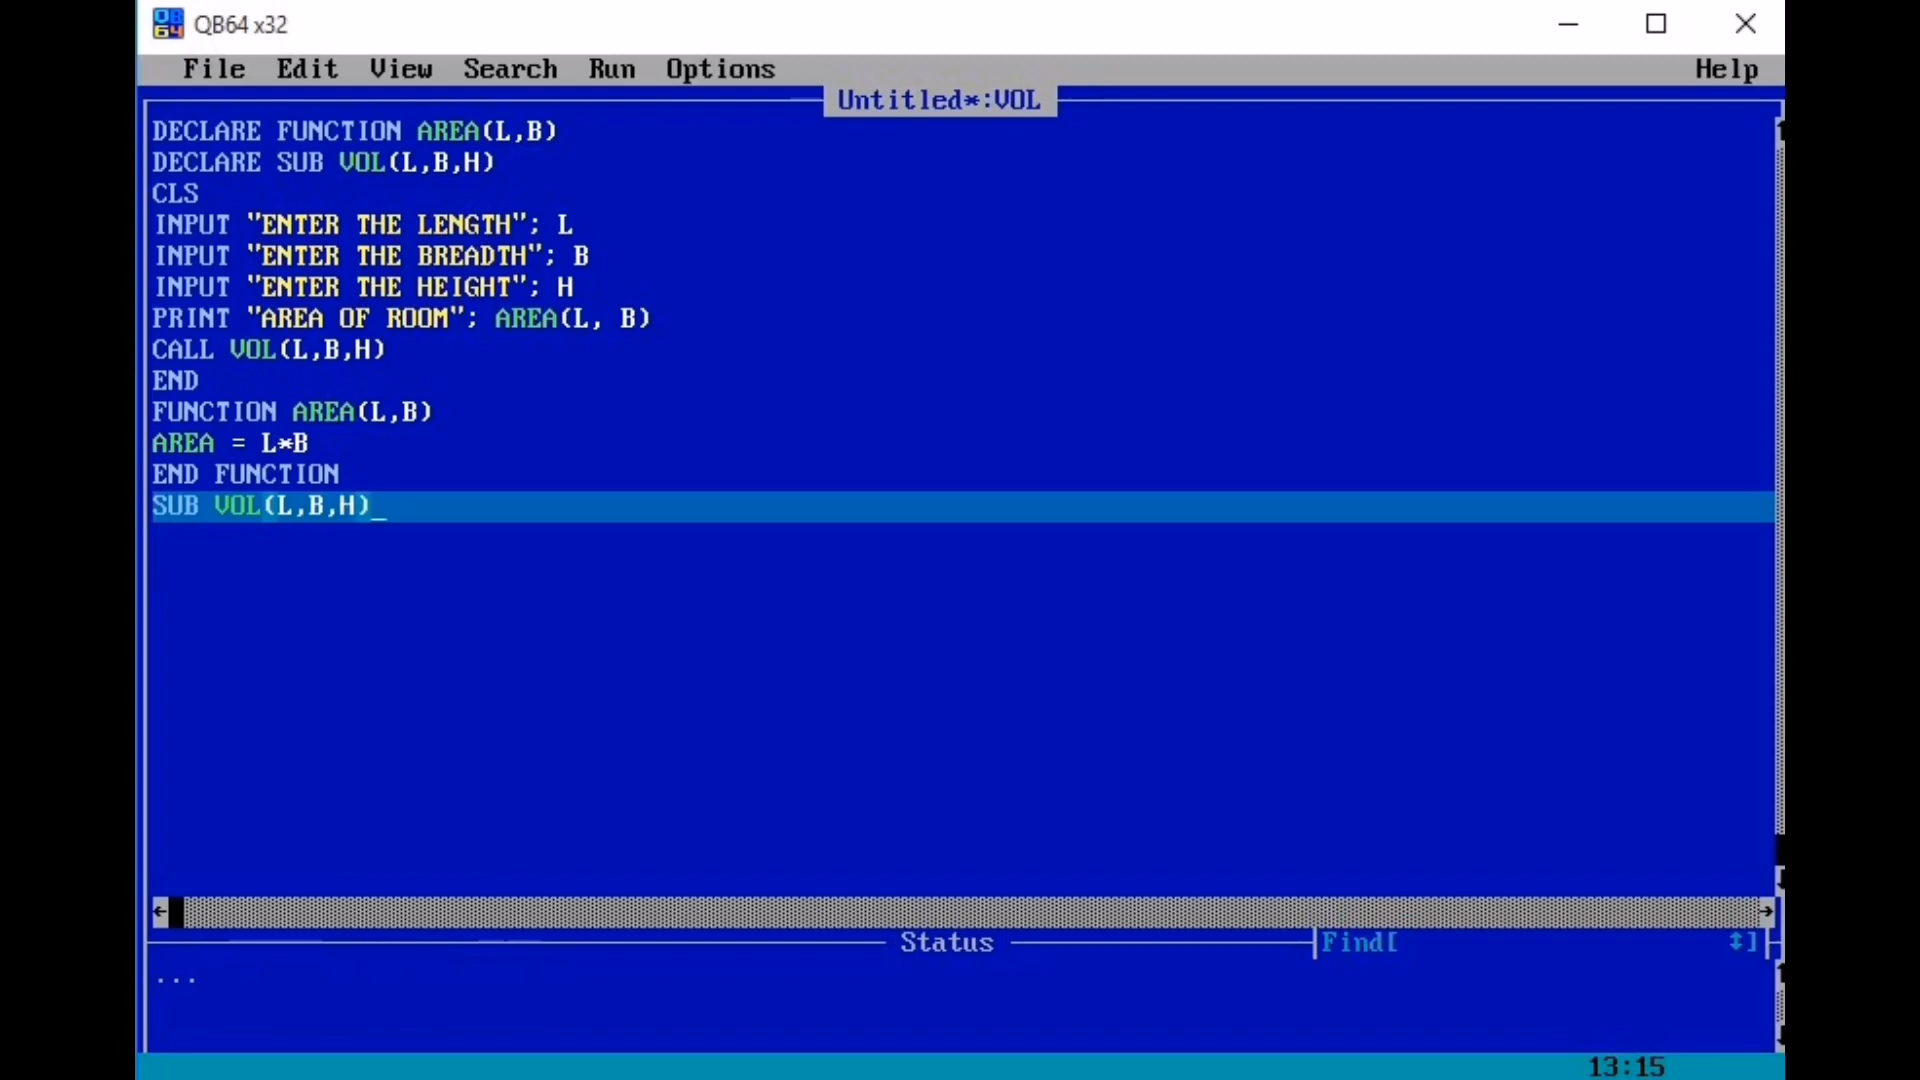 QB64 x32
File Edit View Search Run Options Help
Untitled*:VOL
DECLARE FUNCTION AREA(L,B)
DECLARE SUB VOL(L,B,H)
CLS
INPUT "ENTER THE LENGTH"; L
INPUT "ENTER THE BREADTH"; B
INPUT "ENTER THE HEIGHT"; H
PRINT "AREA OF ROOM"; AREA(L, B)
CALL VOL(L,B,H)
END
FUNCTION AREA(L,B)
AREA = L*B
END FUNCTION
SUB VOL(L,B,H)_
Status Find[ ↕]
...
13:15